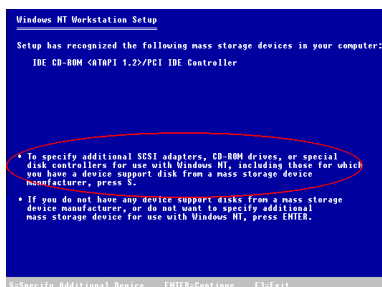 Windows NT Workstation Setup
Setup has recognized the following mass storage devices in your computer:
IDE CD-ROM <ATAPI 1.2>/PCI IDE Controller
• To specify additional SCSI adapters, CD-ROM drives, or special
disk controllers for use with Windows NT, including those for which
you have a device support disk from a mass storage device
manufacturer, press S.
• If you do not have any device support disks from a mass storage
device manufacturer, or do not want to specify additional
mass storage device for use with Windows NT, press ENTER.
S=Specify Additional Device ENTER=Continue F3=Exit